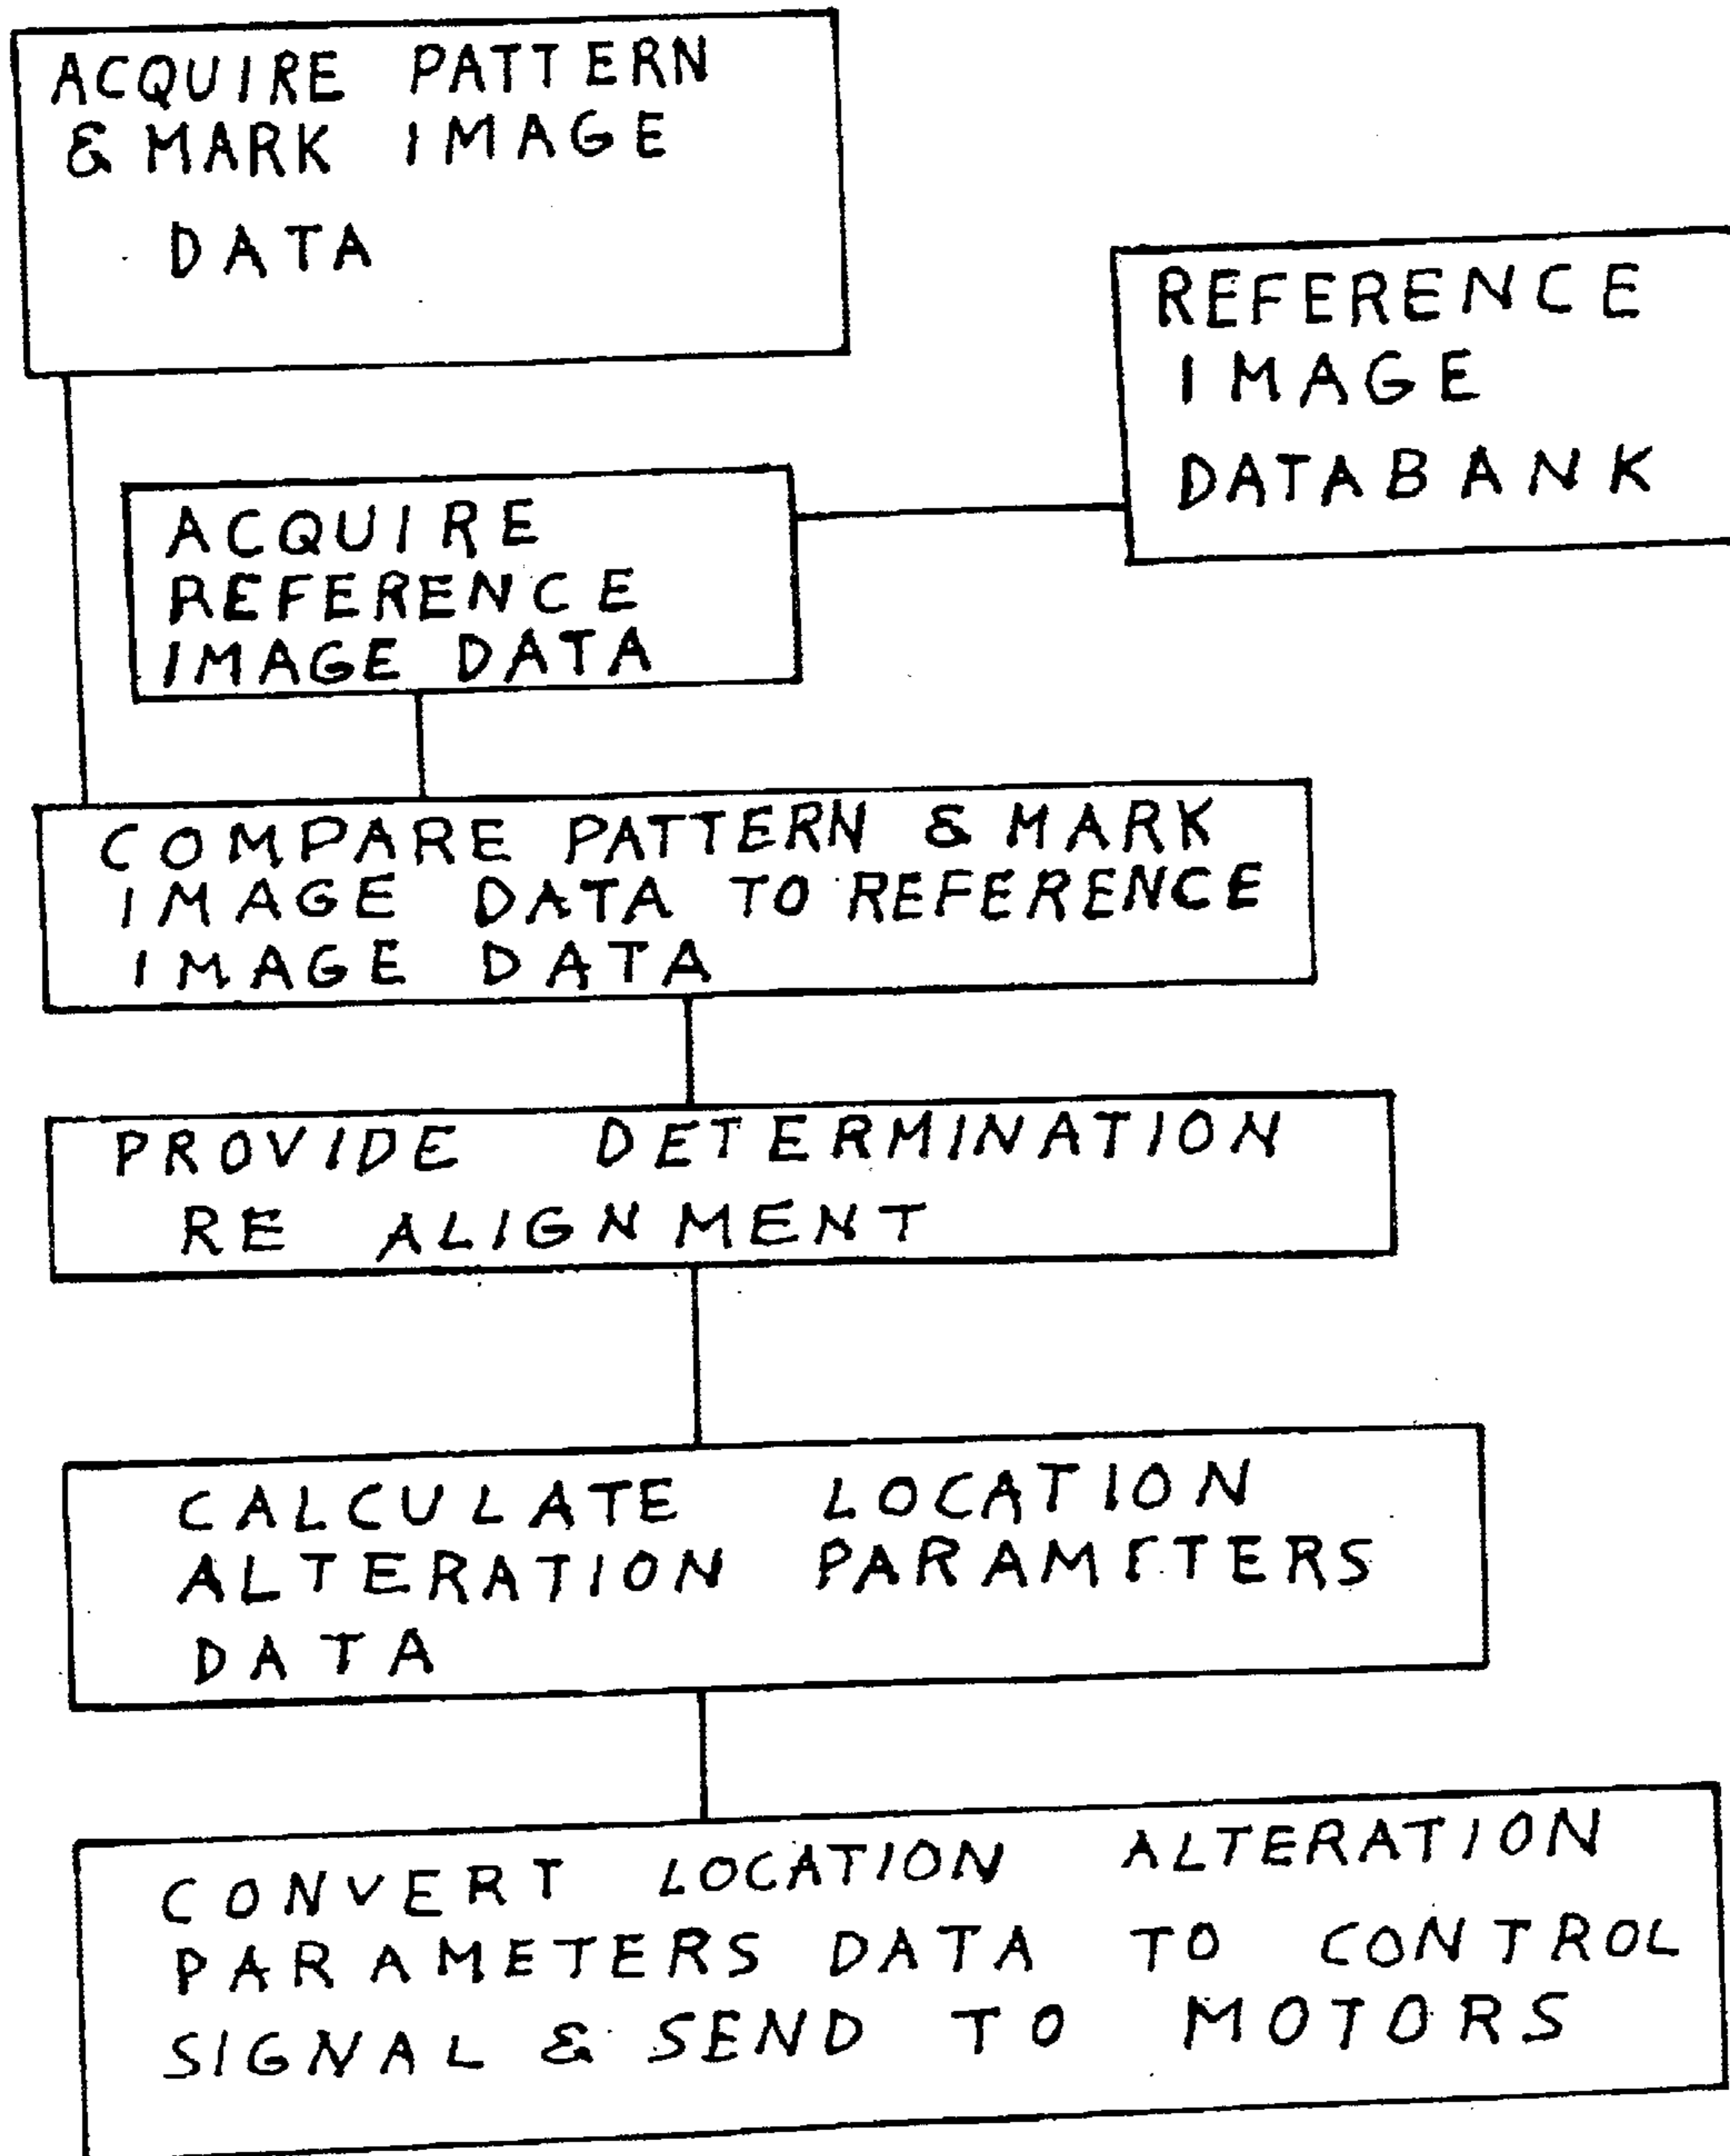 ACQUIRE PATTERN
& MARK IMAGE
DATA
REFERENCE
IMAGE
DATABANK
ACQUIRE
REFERENCE
IMAGE DATA
COMPARE PATTERN & MARK
IMAGE DATA TO REFERENCE
IMAGE DATA
PROVIDE DETERMINATION
RE ALIGNMENT
CALCULATE LOCATION
ALTERATION PARAMETERS
DATA
CONVERT LOCATION ALTERATION
PARAMETERS DATA TO CONTROL
SIGNAL & SEND TO MOTORS